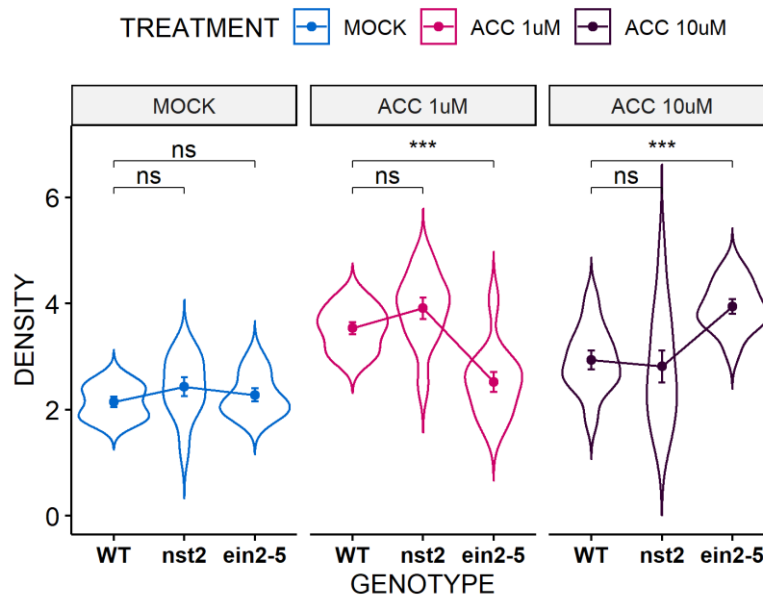 TREATMENT MOCK ACC 1uM ACC 10uM
MOCK ACC 1uM ACC 10uM
ns *** ***
ns ns ns
6
4
2
0
DENSITY
WT nst2 ein2-5 WT nst2 ein2-5 WT nst2 ein2-5
GENOTYPE